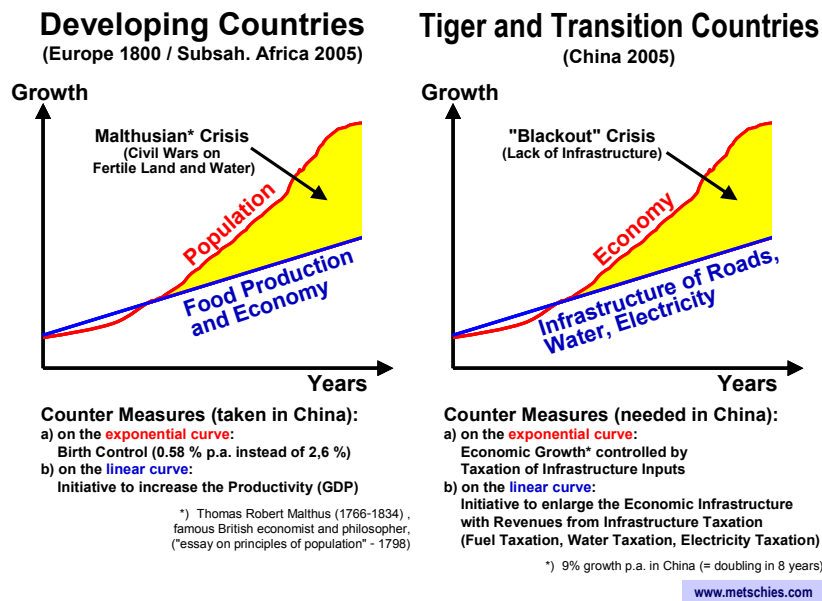 Developing Countries
(Europe 1800 / Subsah. Africa 2005)
Growth
Malthusian* Crisis
(Civil Wars on
Fertile Land and Water)
Population
Food Production
and Economy
Years
Counter Measures (taken in China):
a) on the exponential curve:
Birth Control (0.58 % p.a. instead of 2,6 %)
b) on the linear curve:
Initiative to increase the Productivity (GDP)
*) Thomas Robert Malthus (1766-1834) ,
famous British economist and philosopher,
("essay on principles of population" - 1798)
Tiger and Transition Countries
(China 2005)
Growth
"Blackout" Crisis
(Lack of Infrastructure)
Economy
Infrastructure of Roads,
Water, Electricity
Years
Counter Measures (needed in China):
a) on the exponential curve:
Economic Growth* controlled by
Taxation of Infrastructure Inputs
b) on the linear curve:
Initiative to enlarge the Economic Infrastructure
with Revenues from Infrastructure Taxation
(Fuel Taxation, Water Taxation, Electricity Taxation)
*) 9% growth p.a. in China (= doubling in 8 years)
www.metschies.com